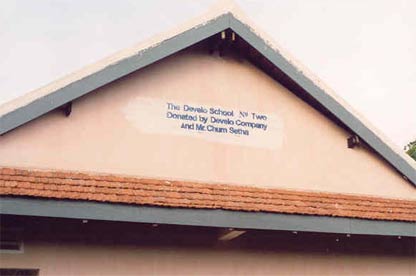 The Develo School Nº Two
Donated by Develo Company
And Mr. Chum Setha